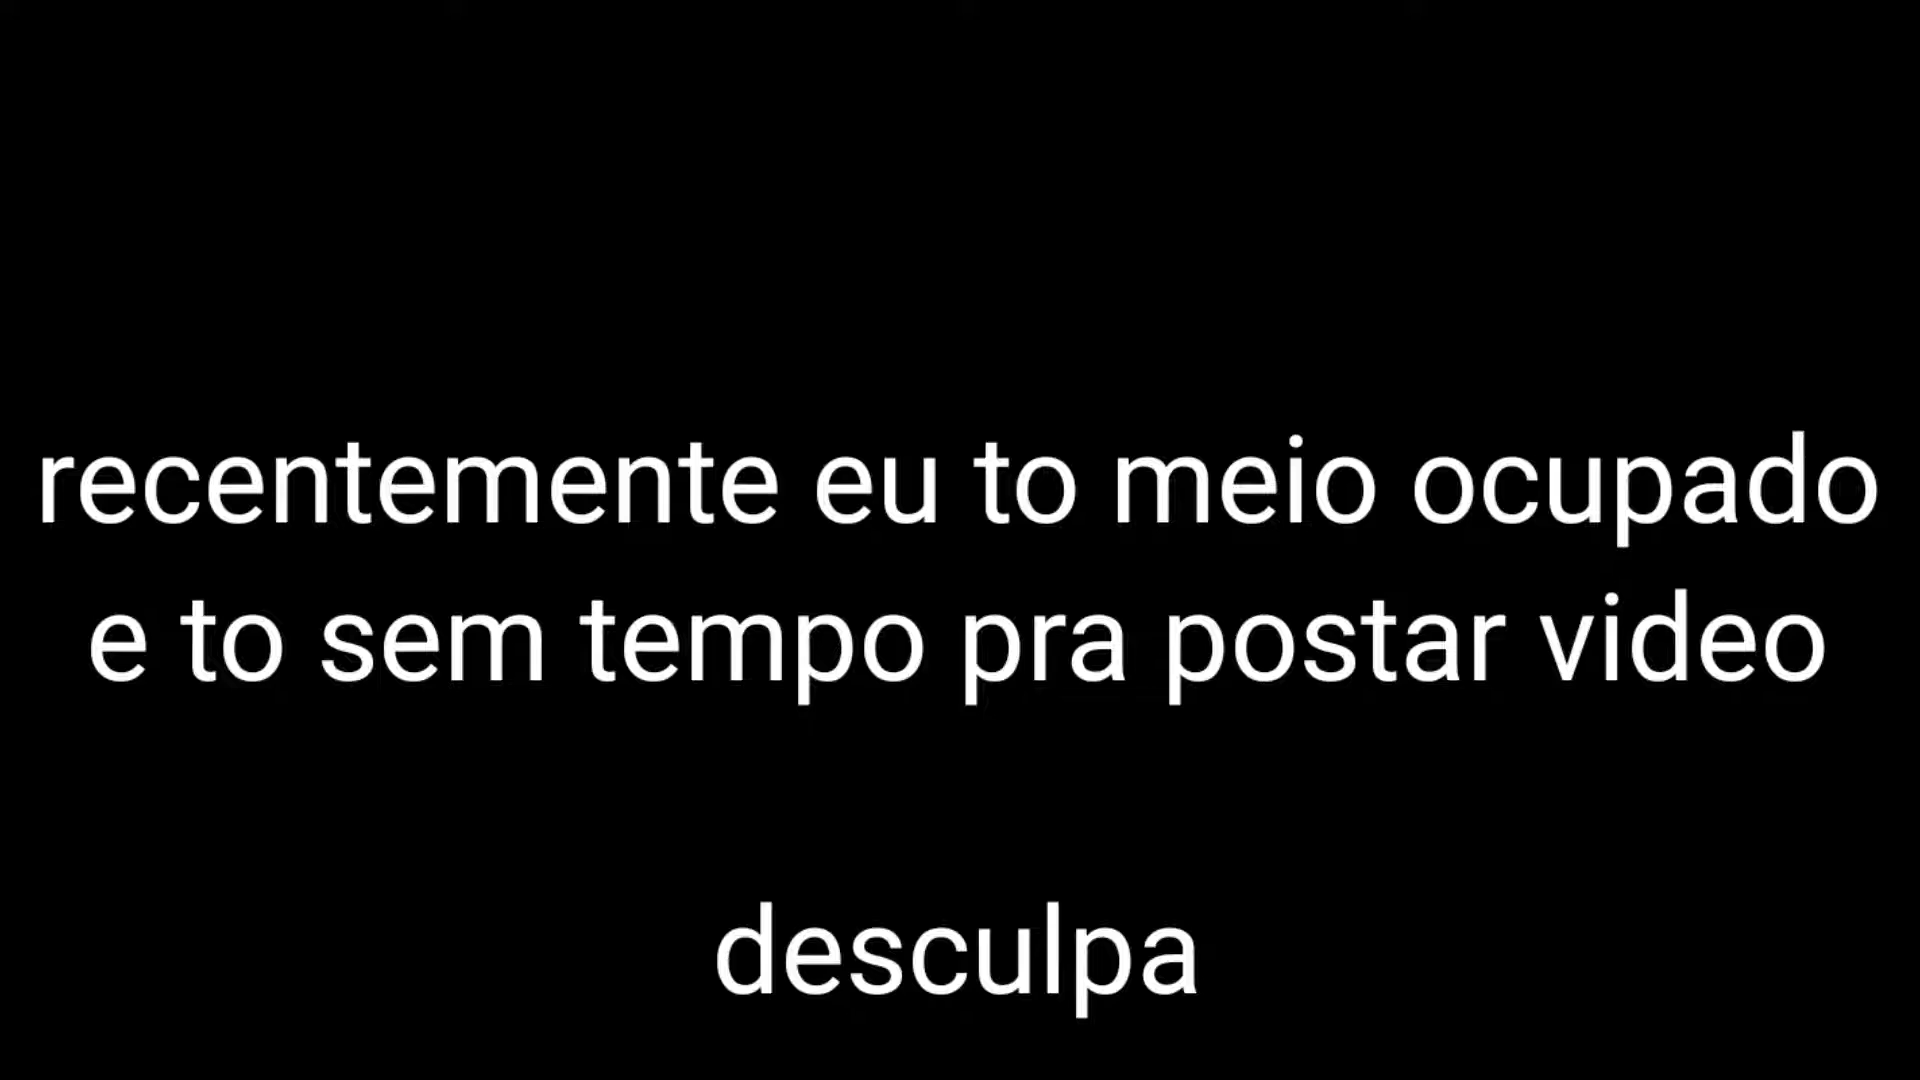 recentemente eu to meio ocupado
e to sem tempo pra postar video
desculpa